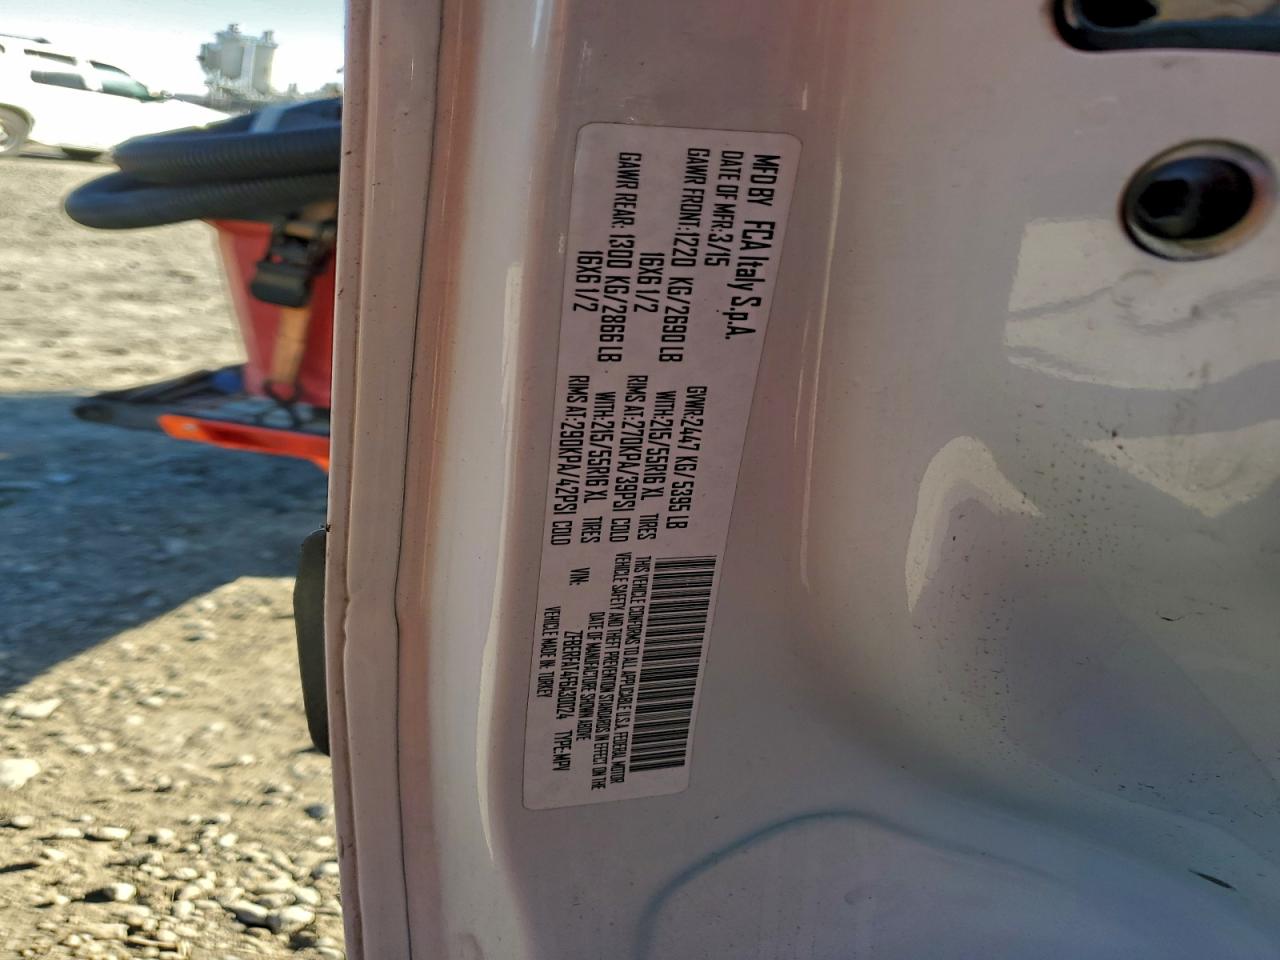 MFD BY FCA Italy S.p.A.
DATE OF MFR:3/15 GVWR:2447 KG/ 5395 LB
GAWR FRONT:1220 KG/2690 LB WITH:215/55R16 XL TIRES
16X6 1/2 RIMS AT:270KPA/39PSI COLD
GAWR REAR: 1300 KG/2866 LB WITH:215/55R16 XL TIRES
16X6 1/2 RIMS AT:290KPA/42PSI COLD
THIS VEHICLE CONFORMS TO ALL APPLICABLE U.S.A. FEDERAL MOTOR
VEHICLE SAFETY AND THEFT PREVENTION STANDARDS IN EFFECT ON THE
DATE OF MANUFACTURE SHOWN ABOVE
VIN: TYPE:MPV
VEHICLE MADE IN: TURKEY